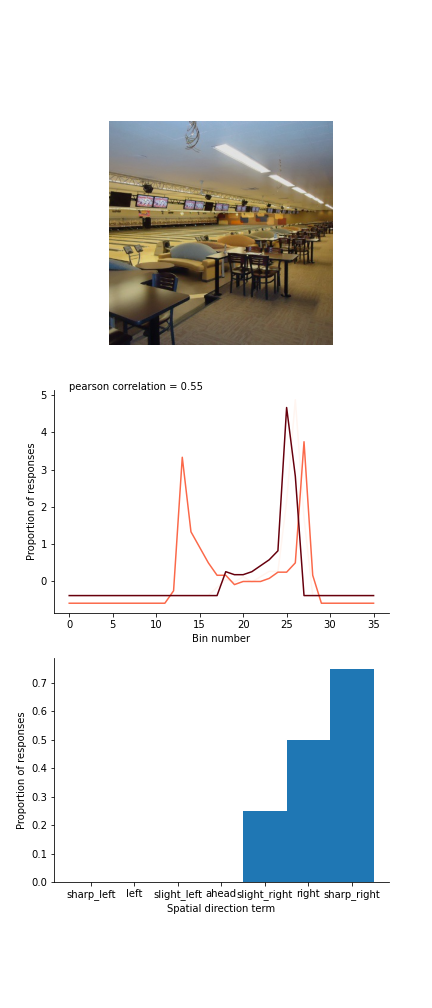 pearson correlation = 0.55
5
4
3
2
1
0
Proportion of responses
0 5 10 15 20 25 30 35
Bin number
0.7
0.6
0.5
0.4
0.3
0.2
0.1
0.0
Proportion of responses
sharp_left left slight_left ahead slight_right right sharp_right
Spatial direction term